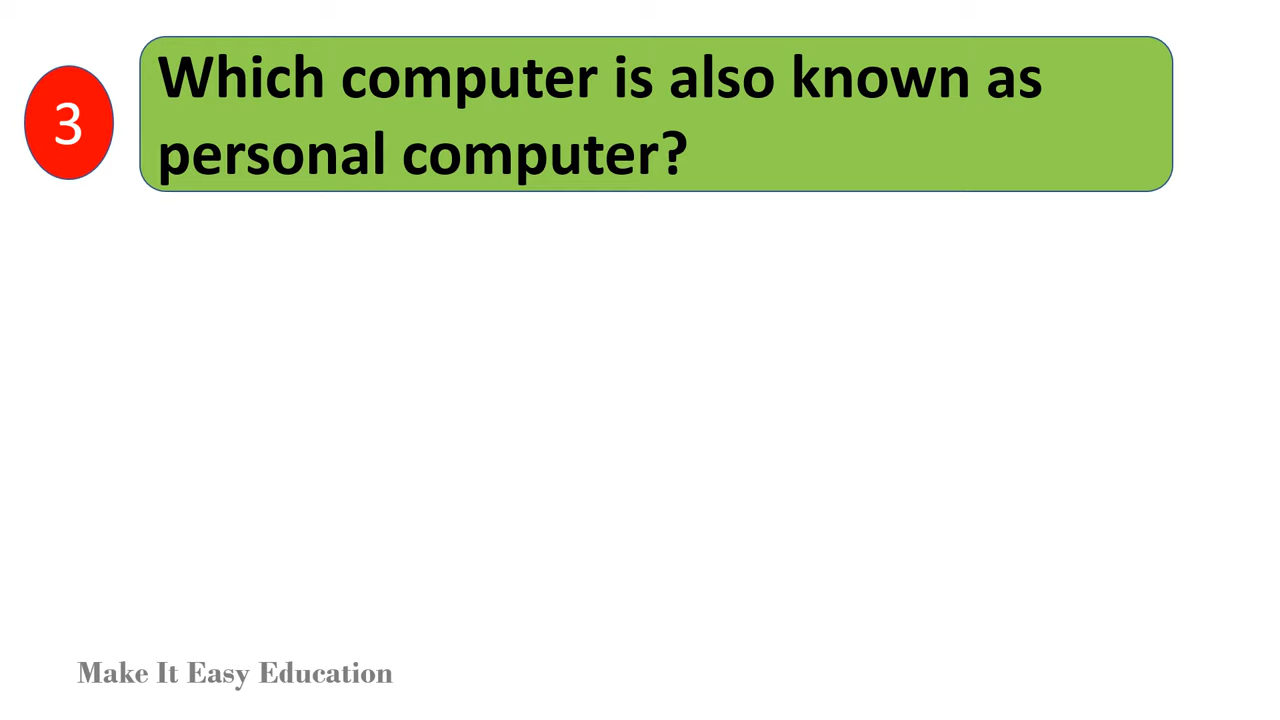 3
Which computer is also known as
personal computer?
Make It Easy Education